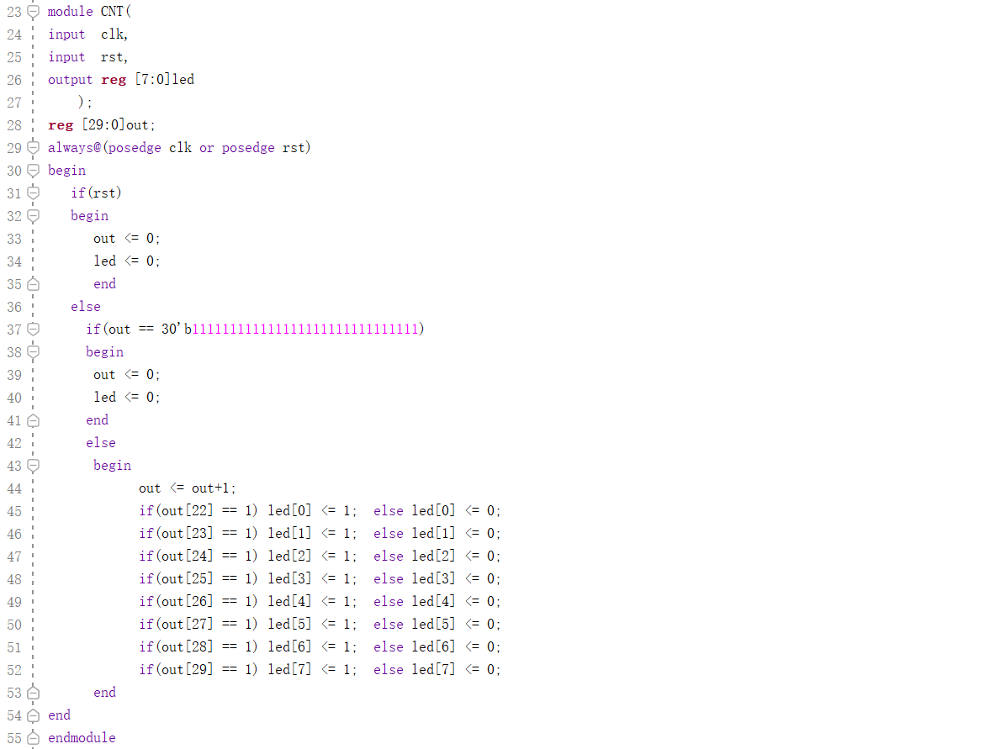 23 module CNT(
24 input  clk,
25 input  rst,
26 output reg [7:0]led
27     );
28 reg [29:0]out;
29 always@(posedge clk or posedge rst)
30 begin
31    if(rst)
32    begin
33       out <= 0;
34       led <= 0;
35       end
36    else
37      if(out == 30'b111111111111111111111111111111)
38      begin
39       out <= 0;
40       led <= 0;
41      end
42      else
43       begin
44             out <= out+1;
45             if(out[22] == 1) led[0] <= 1;  else led[0] <= 0;
46             if(out[23] == 1) led[1] <= 1;  else led[1] <= 0;
47             if(out[24] == 1) led[2] <= 1;  else led[2] <= 0;
48             if(out[25] == 1) led[3] <= 1;  else led[3] <= 0;
49             if(out[26] == 1) led[4] <= 1;  else led[4] <= 0;
50             if(out[27] == 1) led[5] <= 1;  else led[5] <= 0;
51             if(out[28] == 1) led[6] <= 1;  else led[6] <= 0;
52             if(out[29] == 1) led[7] <= 1;  else led[7] <= 0;
53       end
54 end
55 endmodule